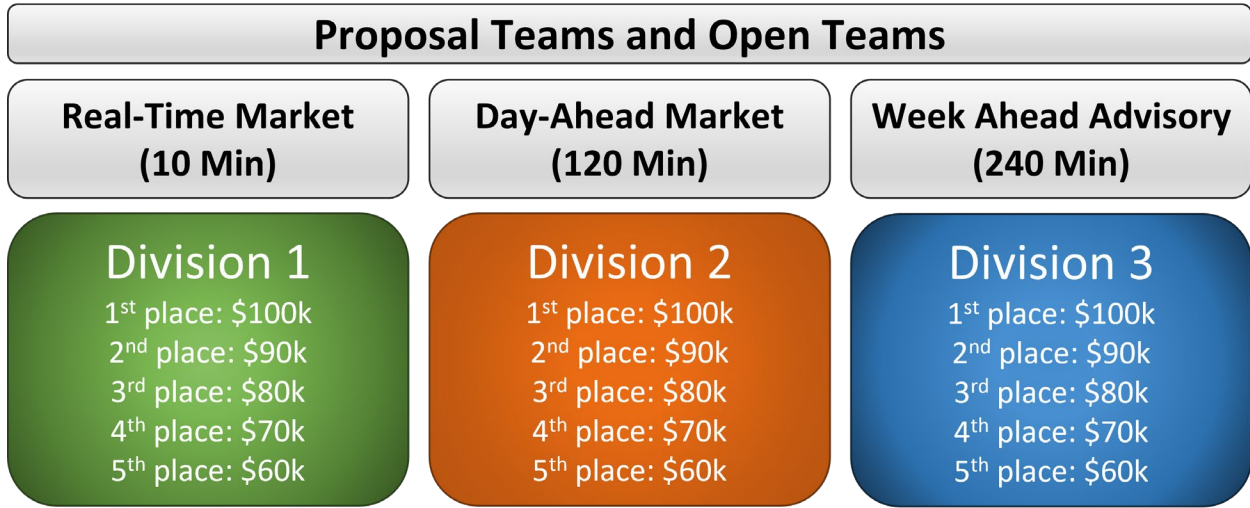 Proposal Teams and Open Teams
Real-Time Market
(10 Min)
Day-Ahead Market
(120 Min)
Week Ahead Advisory
(240 Min)
Division 1
1st place: $100k
2nd place: $90k
3rd place: $80k
4th place: $70k
5th place: $60k
Division 2
1st place: $100k
2nd place: $90k
3rd place: $80k
4th place: $70k
5th place: $60k
Division 3
1st place: $100k
2nd place: $90k
3rd place: $80k
4th place: $70k
5th place: $60k